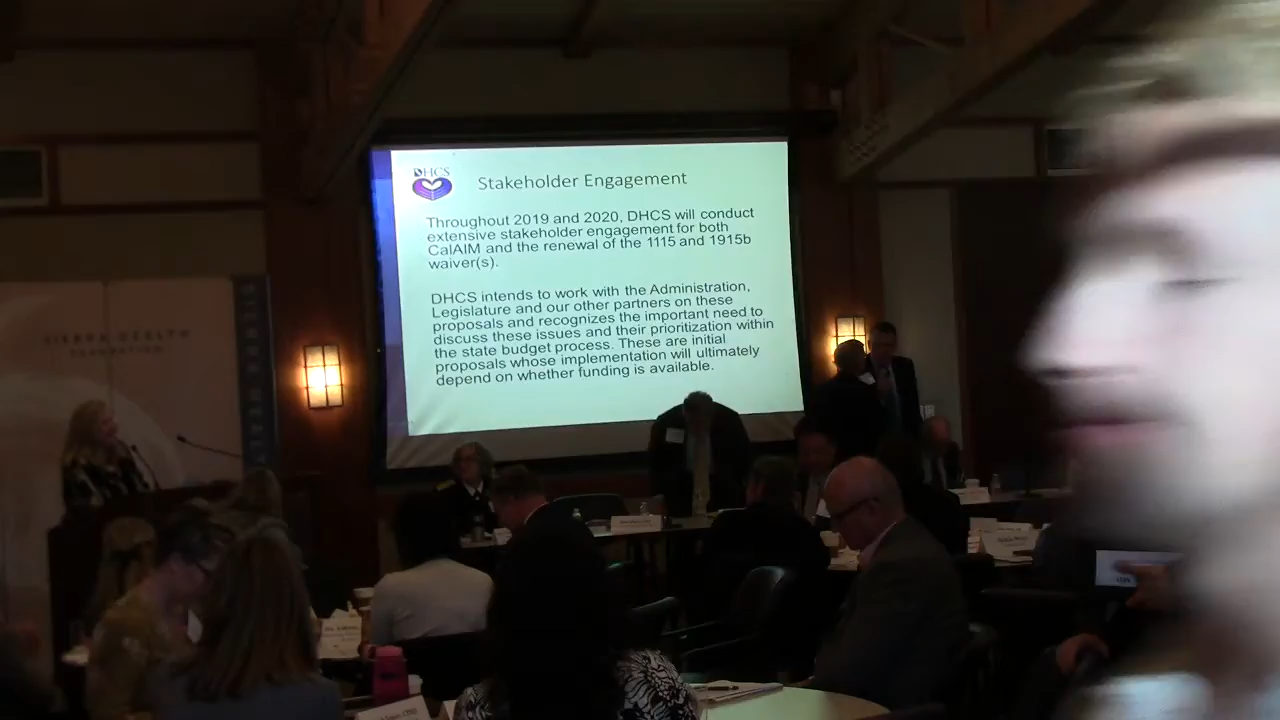 DHCS
Stakeholder Engagement
Throughout 2019 and 2020, DHCS will conduct
extensive stakeholder engagement for both
CalAIM and the renewal of the 1115 and 1915b
waiver(s).
DHCS intends to work with the Administration,
Legislature and our other partners on these
proposals and recognizes the important need to
discuss these issues and their prioritization within
the state budget process. These are initial
proposals whose implementation will ultimately
depend on whether funding is available.
SIERRA HEALTH
FOUNDATION